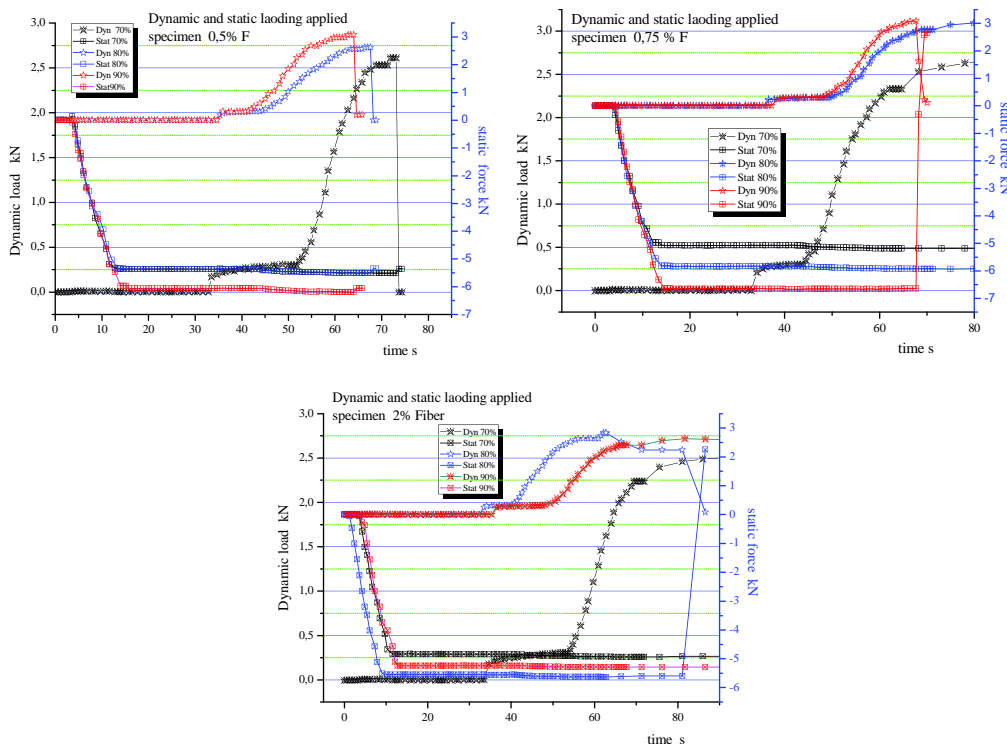 Dynamic and static laoding applied
specimen 0,5% F
Dyn 70%
Stat 70%
Dyn 80%
Stat 80%
Dyn 90%
Stat90%
3,0
2,5
2,0
1,5
1,0
0,5
0,0
Dynamic load kN
3
2
1
0
-1
-2
-3
-4
-5
-6
-7
static force kN
0 10 20 30 40 50 60 70 80
time s
Dynamic and static laoding applied
specimen 0,75 % F
Dyn 70%
Stat 70%
Dyn 80%
Stat 80%
Dyn 90%
Stat 90%
3,0
2,5
2,0
1,5
1,0
0,5
0,0
Dynamic load kN
3
2
1
0
-1
-2
-3
-4
-5
-6
-7
static force kN
0 20 40 60 80
time s
Dynamic and static laoding applied
specimen 2% Fiber
Dyn 70%
Stat 70%
Dyn 80%
Stat 80%
Dyn 90%
Stat 90%
3,0
2,5
2,0
1,5
1,0
0,5
0,0
Dynamic load kN
3
2
1
0
-1
-2
-3
-4
-5
-6
static force kN
0 20 40 60 80
time s